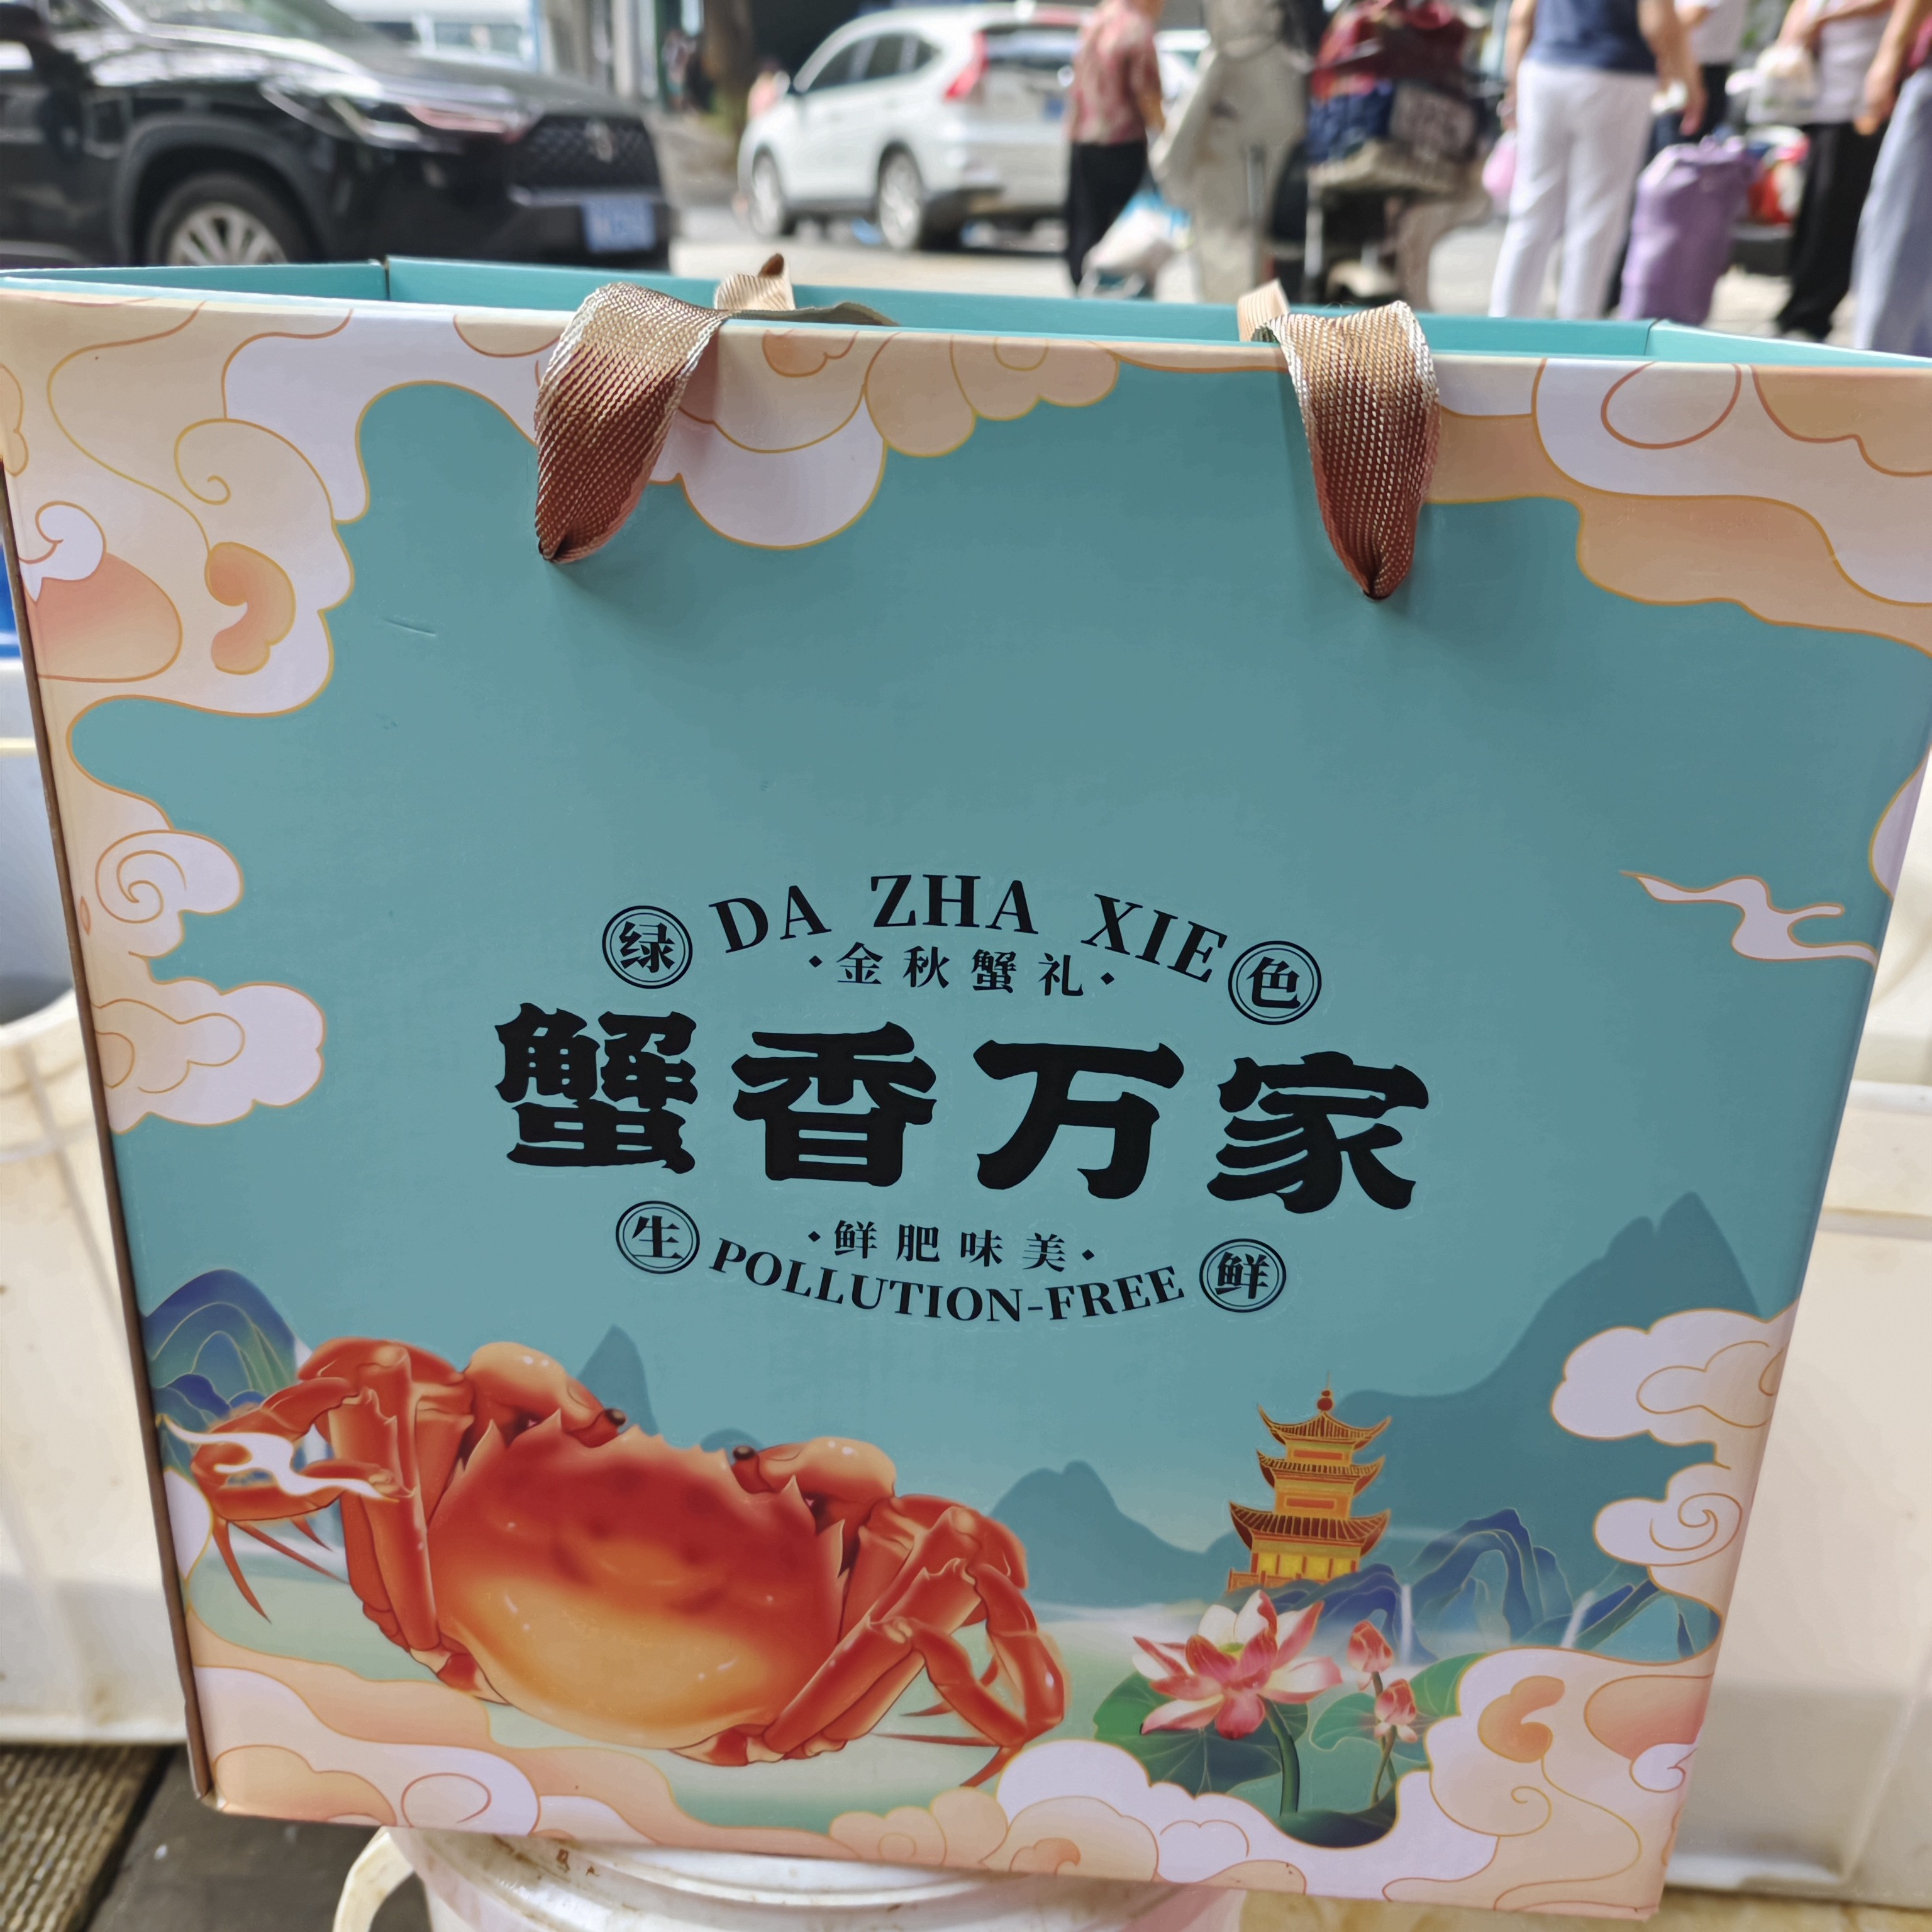 DA ZHA XIE
绿 色
·金秋蟹礼·
蟹香万家
·鲜肥味美·
生 鲜
POLLUTION-FREE